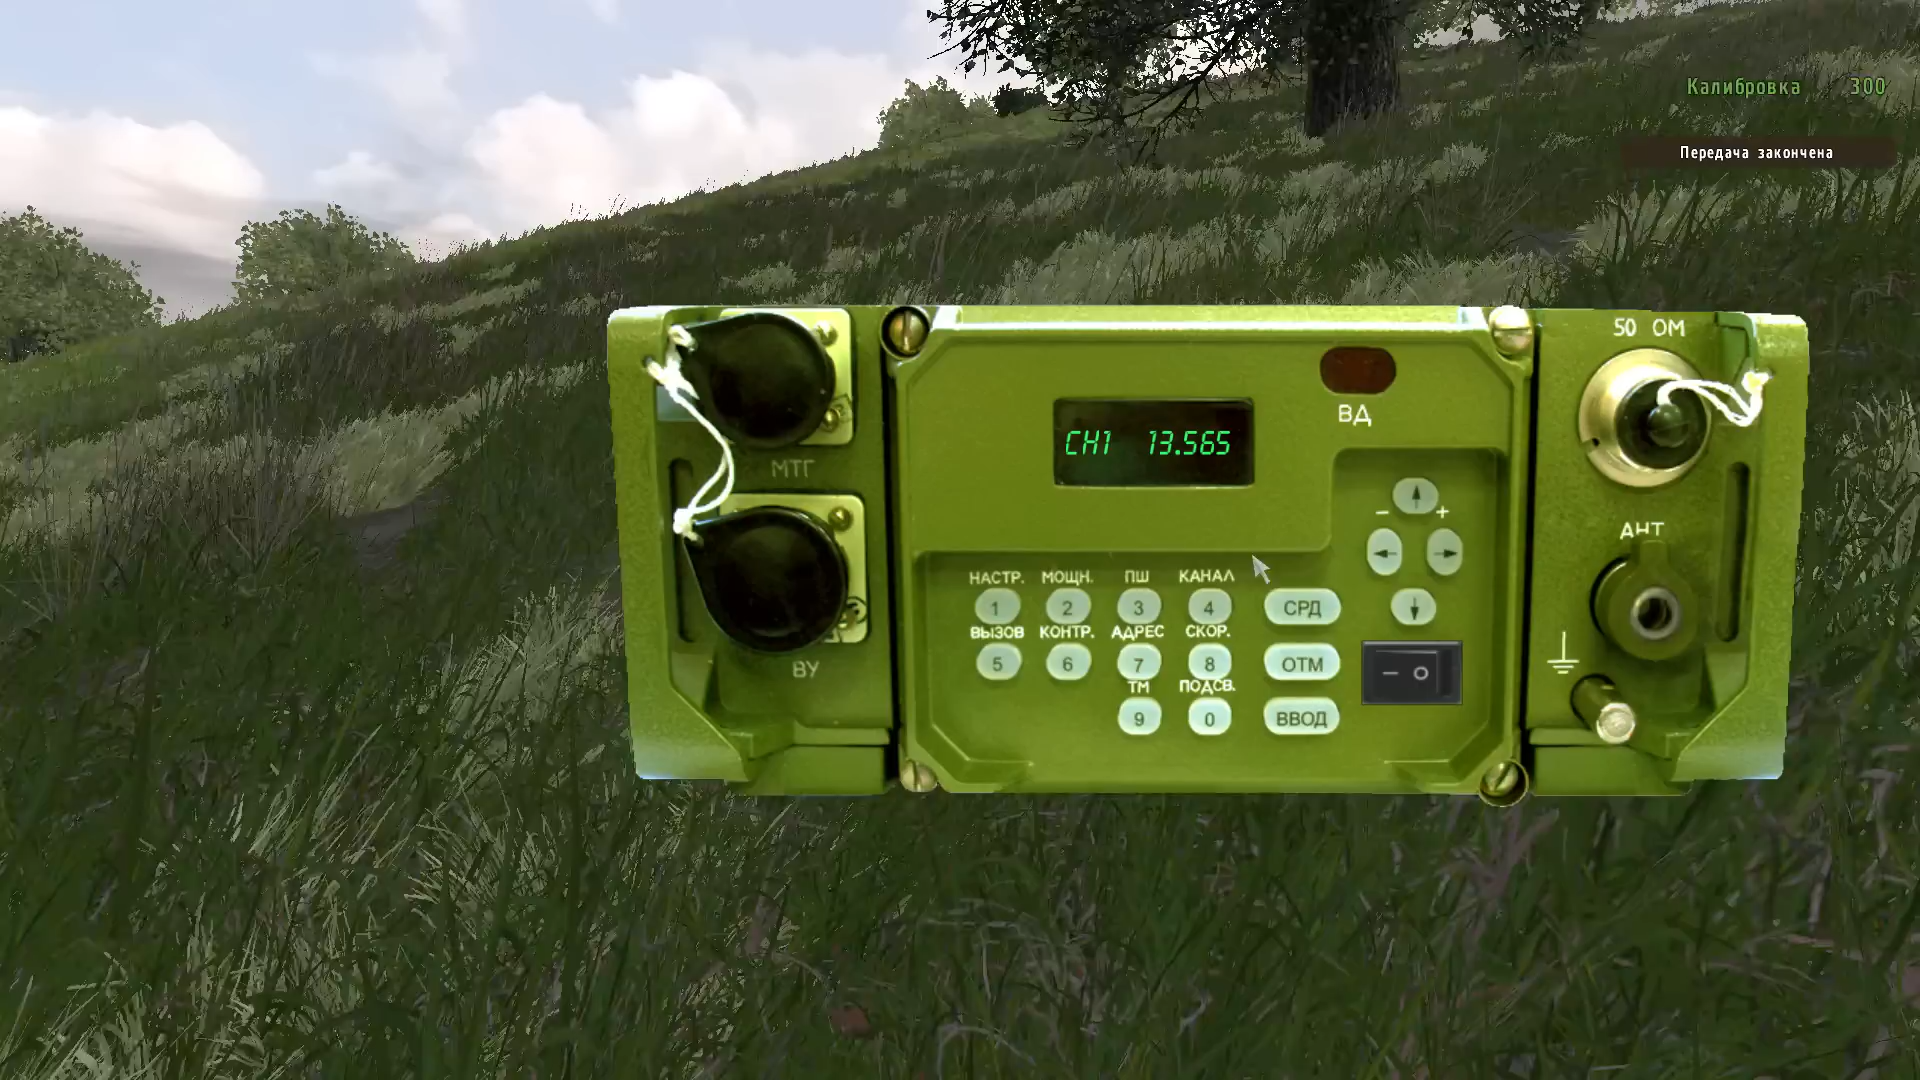 Калибровка 300
Передача закончена
50 ОМ
ВД
CH1 13.565
МТГ
- +
АНТ
НАСТР. МОЩН. ПШ КАНАЛ
1 2 3 4 СРД
ВЫЗОВ КОНТР. АДРЕС СКОР.
5 6 7 8 ОТМ
ВУ
ТМ ПОДСВ.
9 0 ВВОД